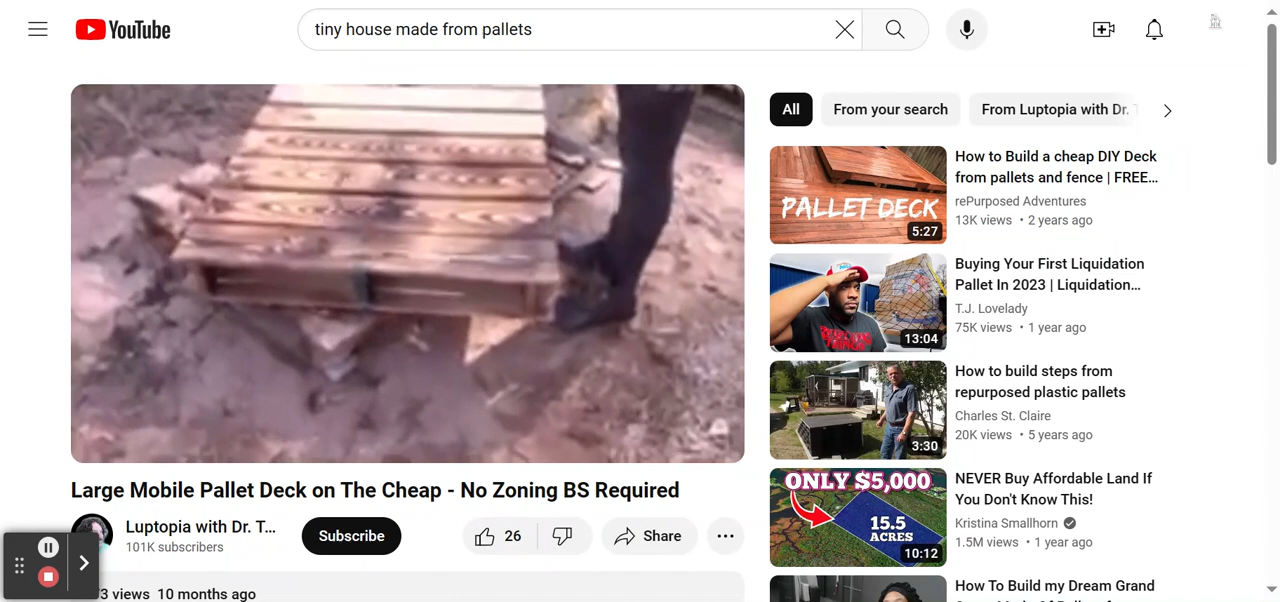 YouTube
tiny house made from pallets
All
From your search
From Luptopia with Dr.
PALLET DECK
5:27
How to Build a cheap DIY Deck
from pallets and fence | FREE...
rePurposed Adventures
13K views • 2 years ago
13:04
Buying Your First Liquidation
Pallet In 2023 | Liquidation...
T.J. Lovelady
75K views • 1 year ago
3:30
How to build steps from
repurposed plastic pallets
Charles St. Claire
20K views • 5 years ago
ONLY $5,000
15.5
ACRES
10:12
NEVER Buy Affordable Land If
You Don't Know This!
Kristina Smallhorn
1.5M views • 1 year ago
How To Build my Dream Grand
Large Mobile Pallet Deck on The Cheap - No Zoning BS Required
Luptopia with Dr. T...
101K subscribers
Subscribe
26
Share
views 10 months ago